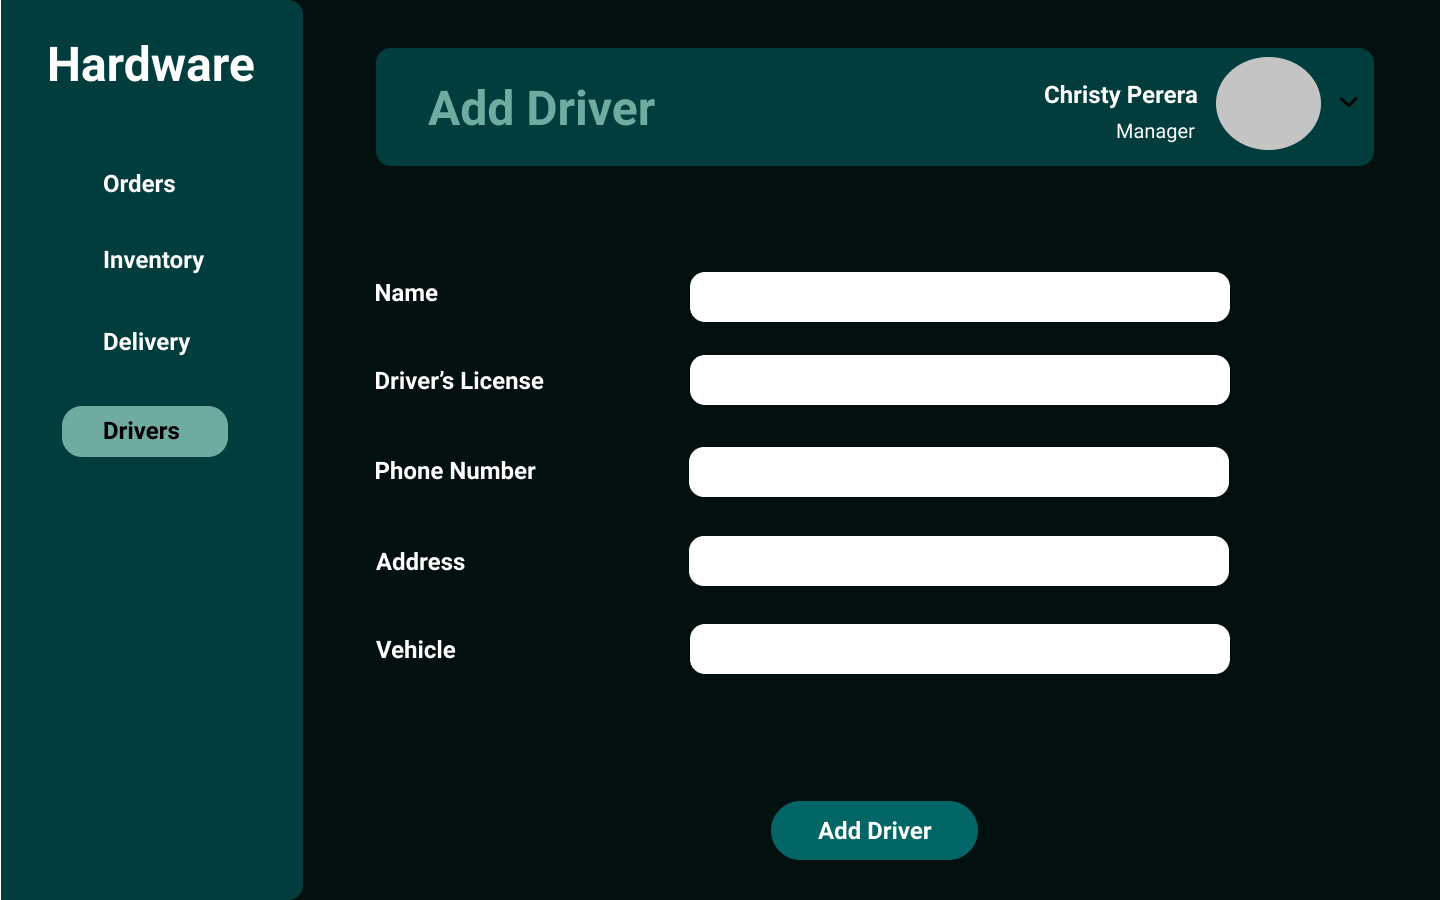 Hardware
Orders
Inventory
Delivery
Drivers
Add Driver
Christy Perera
Manager
Name
Driver’s License
Phone Number
Address
Vehicle
Add Driver